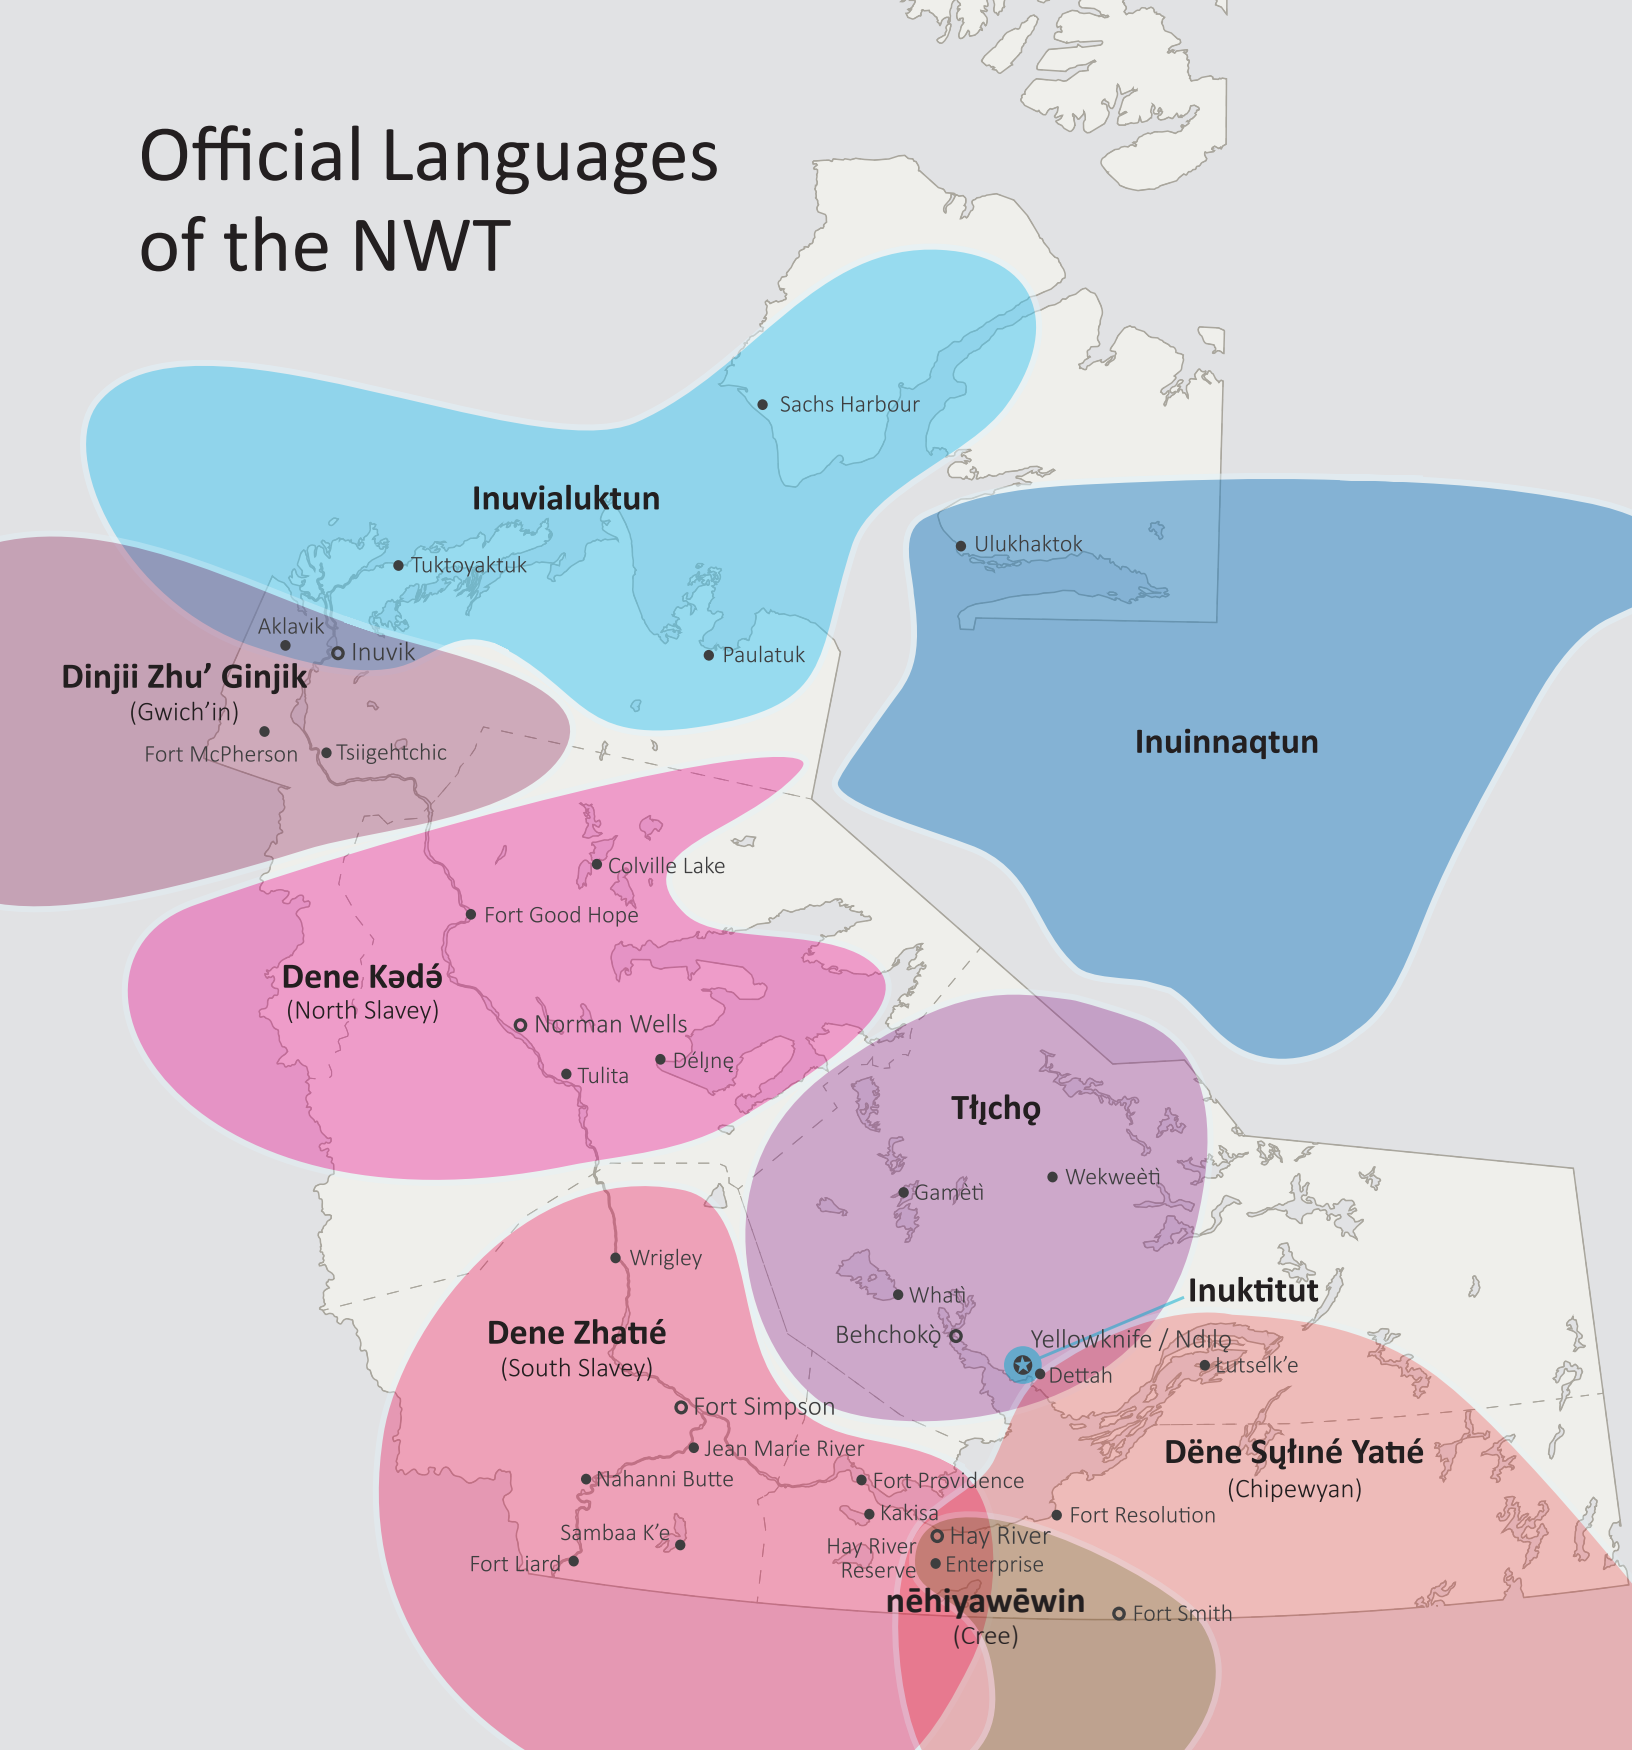 Official Languages
of the NWT
Sachs Harbour
Inuvialuktun
Ulukhaktok
Tuktoyaktuk
Aklavik
Inuvik
Paulatuk
Dinjii Zhu’ Ginjik
(Gwich’in)
Fort McPherson
Tsiigehtchic
Inuinnaqtun
Colville Lake
Fort Good Hope
Dene Kədə́
(North Slavey)
Norman Wells
Délı̨nę
Tulita
Tłı̨chǫ
Wekweètì
Gamètì
Wrigley
Whatì
Inuktitut
Behchokǫ̀
Yellowknife / Ndılǫ
Dene Zhatıé
(South Slavey)
Dettah
Łutselk’e
Fort Simpson
Jean Marie River
Dëne Sųłıné Yatıé
(Chipewyan)
Nahanni Butte
Fort Providence
Kakisa
Fort Resolution
Sambaa K’e
Hay River
Hay River
Reserve
Fort Liard
Enterprise
nēhiyawēwin
(Cree)
Fort Smith